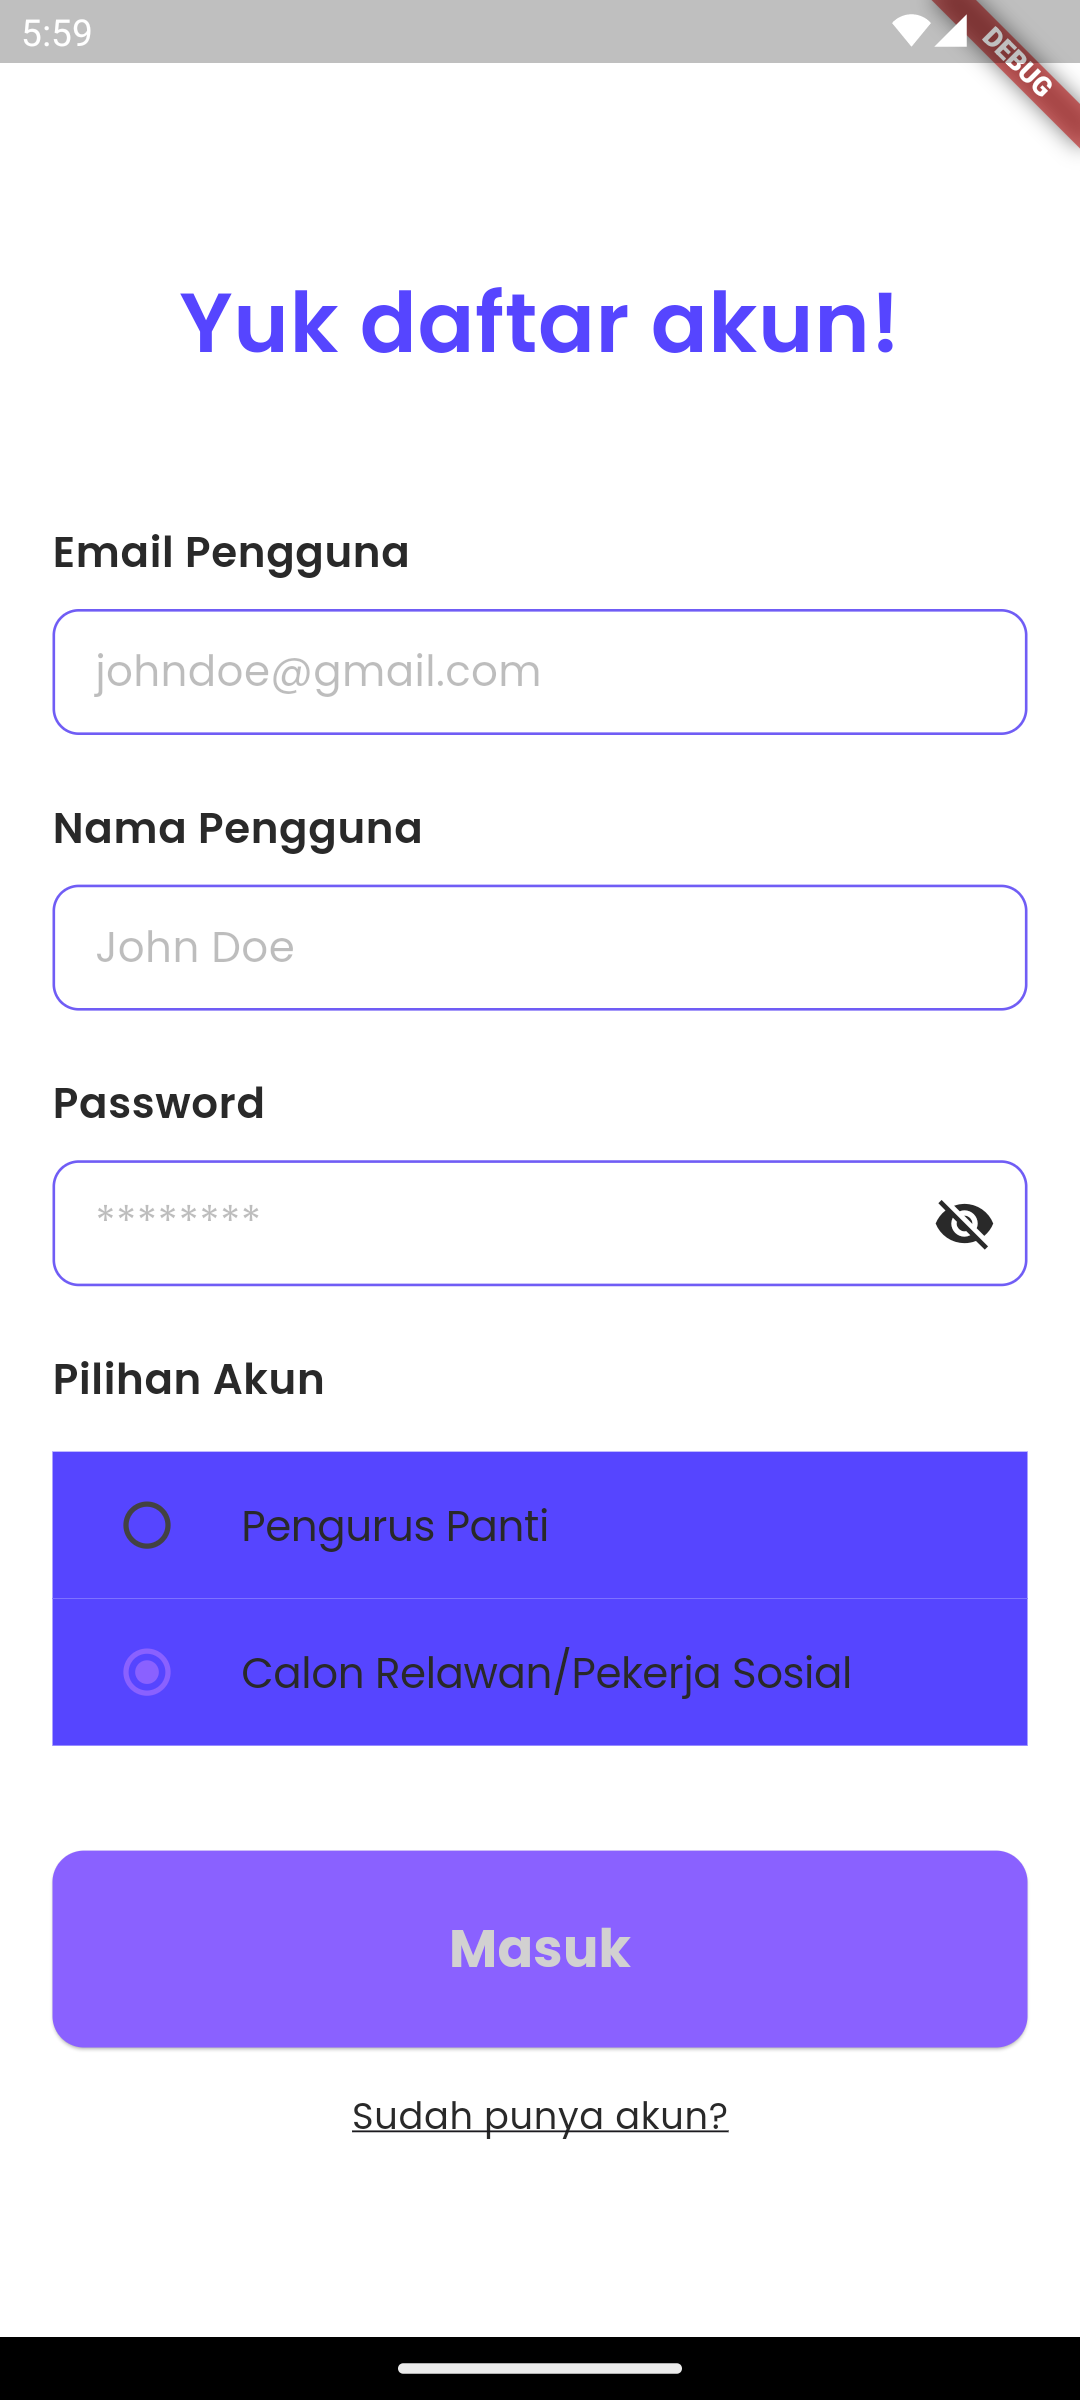 5:59
DEBUG
Yuk daftar akun!
Email Pengguna
johndoe@gmail.com
Nama Pengguna
John Doe
Password
********
Pilihan Akun
Pengurus Panti
Calon Relawan/Pekerja Sosial
Masuk
Sudah punya akun?